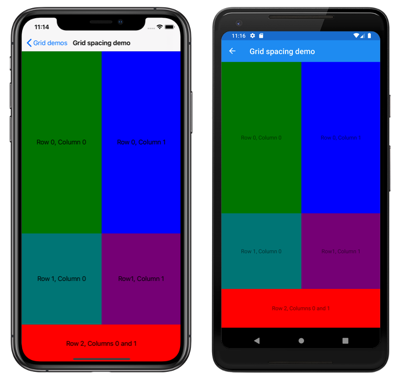 11:14
Grid demos
Grid spacing demo
Row 0, Column 0
Row 0, Column 1
Row 1, Column 0
Row1, Column 1
Row 2, Columns 0 and 1
11:16
Grid spacing demo
Row 0, Column 0
Row 0, Column 1
Row 1, Column 0
Row1, Column 1
Row 2, Columns 0 and 1